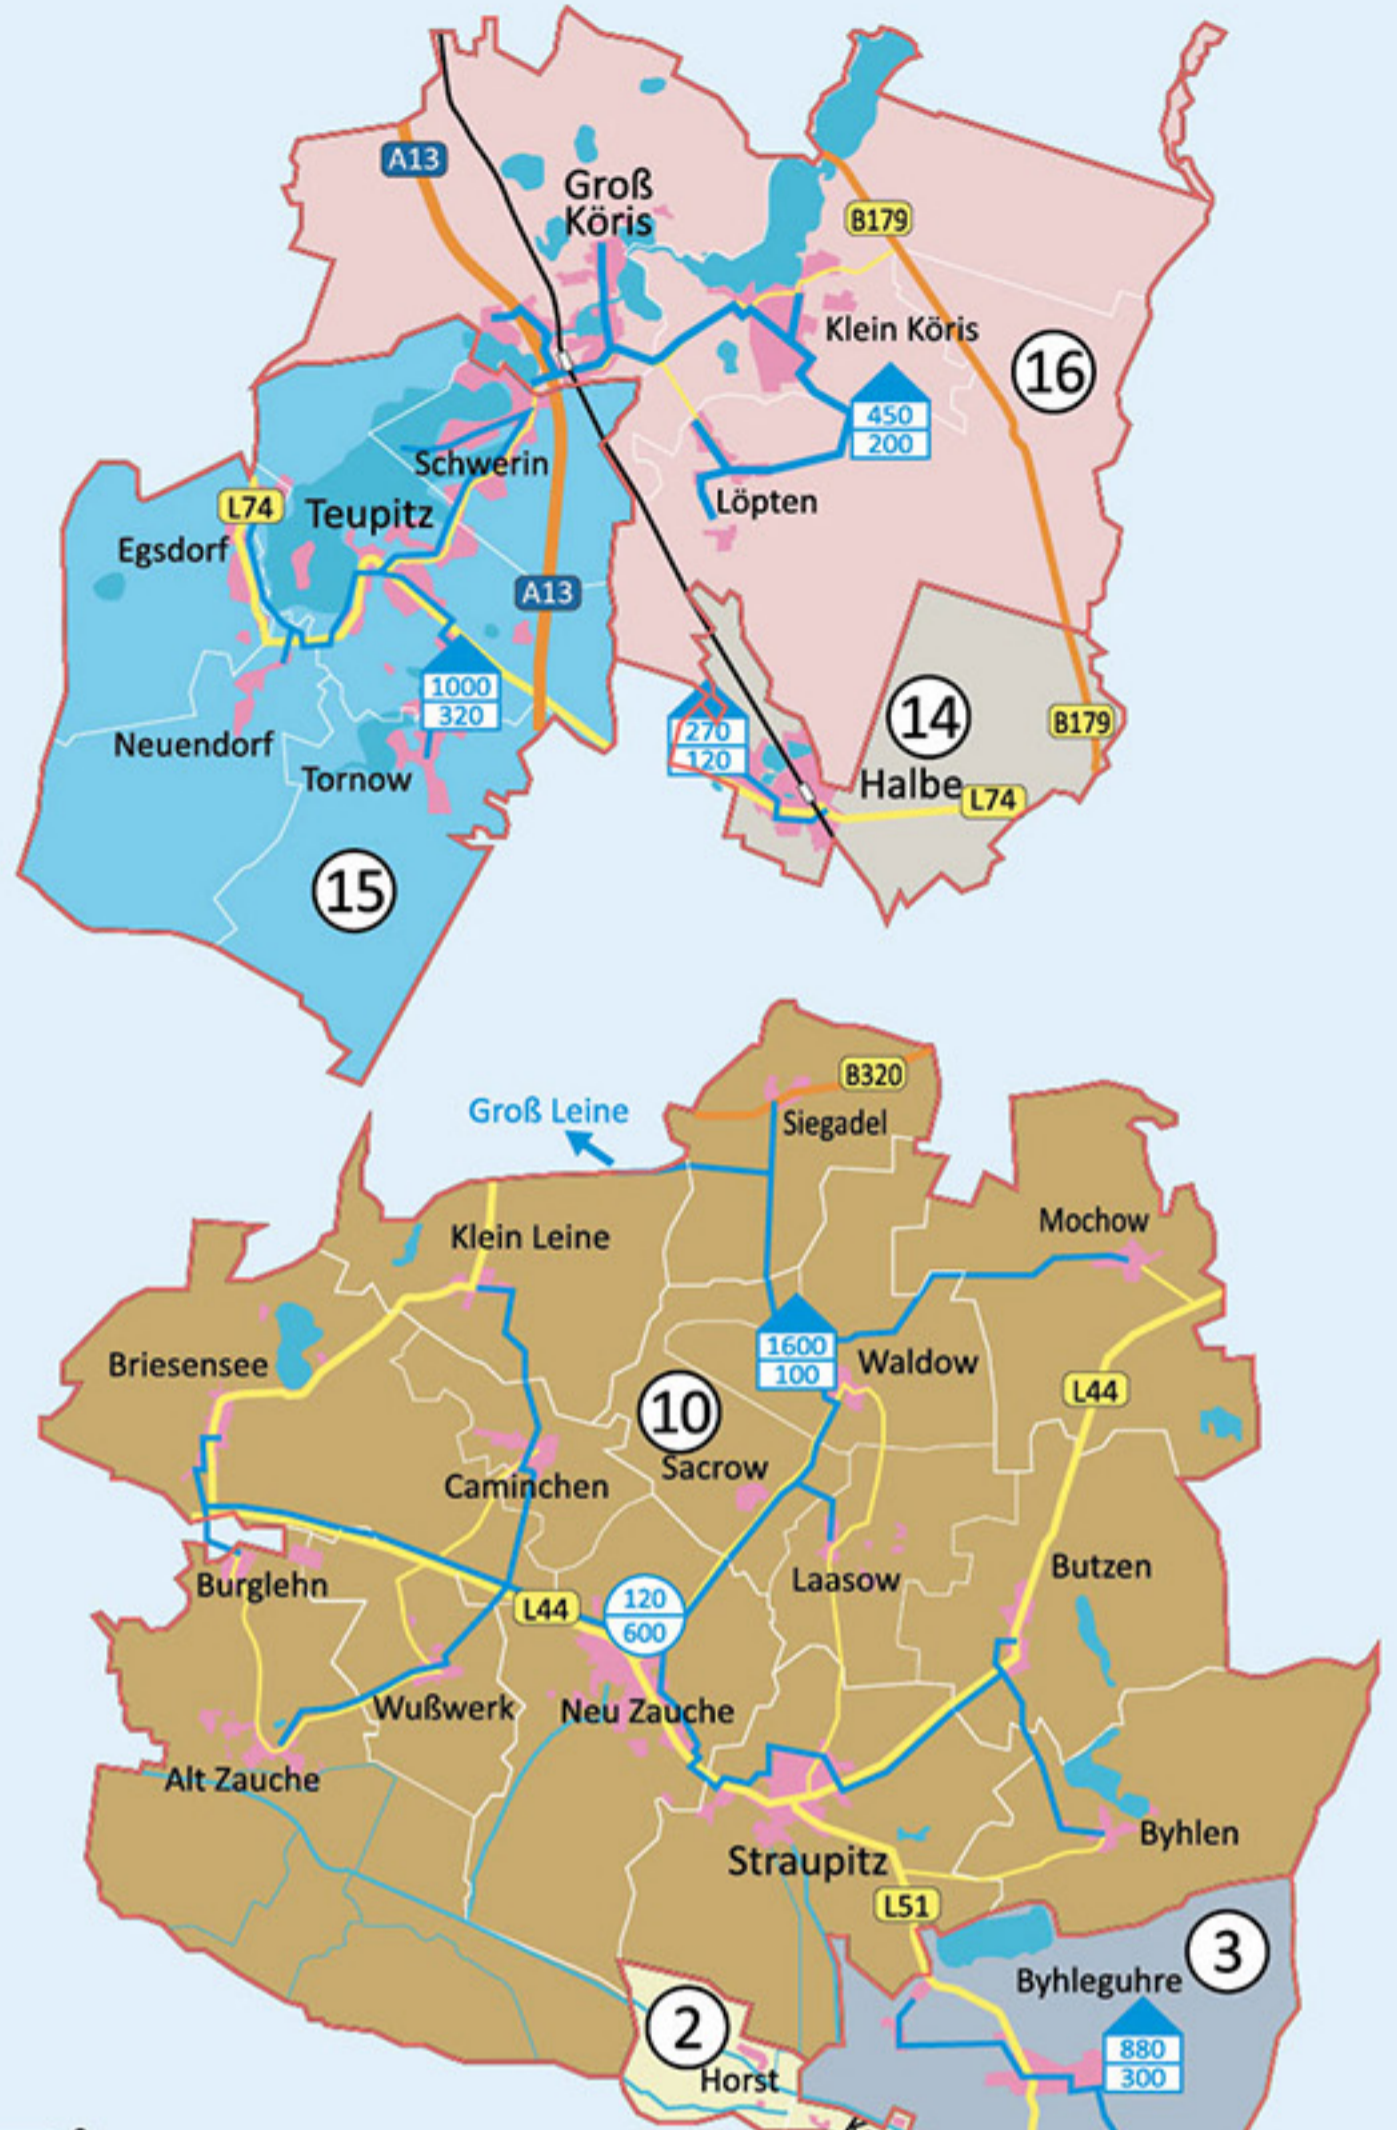 A13
Groß
Köris
B179
Klein Köris
16
450
200
Schwerin
L74
Teupitz
Löpten
Egsdorf
A13
1000
320
14
B179
270
120
Neuendorf
Tornow
Halbe
L74
15
B320
Groß Leine
Siegadel
Mochow
Klein Leine
1600
100
Briesensee
Waldow
L44
10
Sacrow
Caminchen
Butzen
Laasow
Burglehn
L44
120
600
Wußwerk
Neu Zauche
Alt Zauche
Byhlen
Straupitz
L51
3
Byhleguhre
2
880
300
Horst